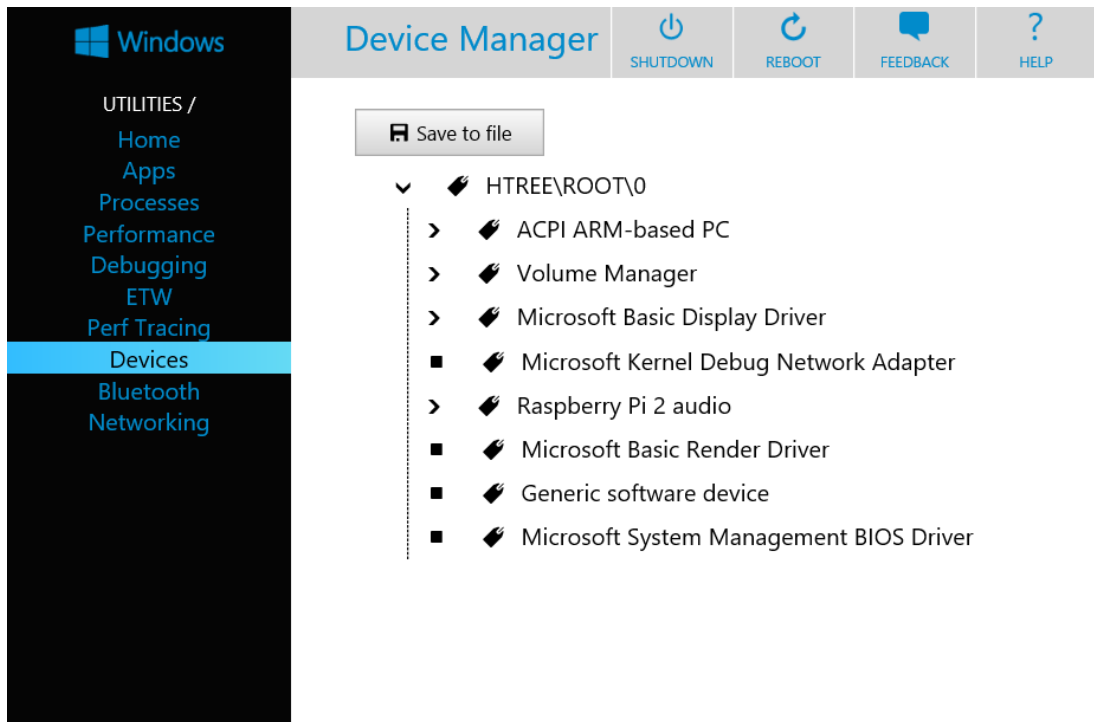 Windows
UTILITIES /
Home
Apps
Processes
Performance
Debugging
ETW
Perf Tracing
Devices
Bluetooth
Networking
Device Manager
SHUTDOWN
REBOOT
FEEDBACK
?
HELP
Save to file
HTREE\ROOT\0
ACPI ARM-based PC
Volume Manager
Microsoft Basic Display Driver
Microsoft Kernel Debug Network Adapter
Raspberry Pi 2 audio
Microsoft Basic Render Driver
Generic software device
Microsoft System Management BIOS Driver